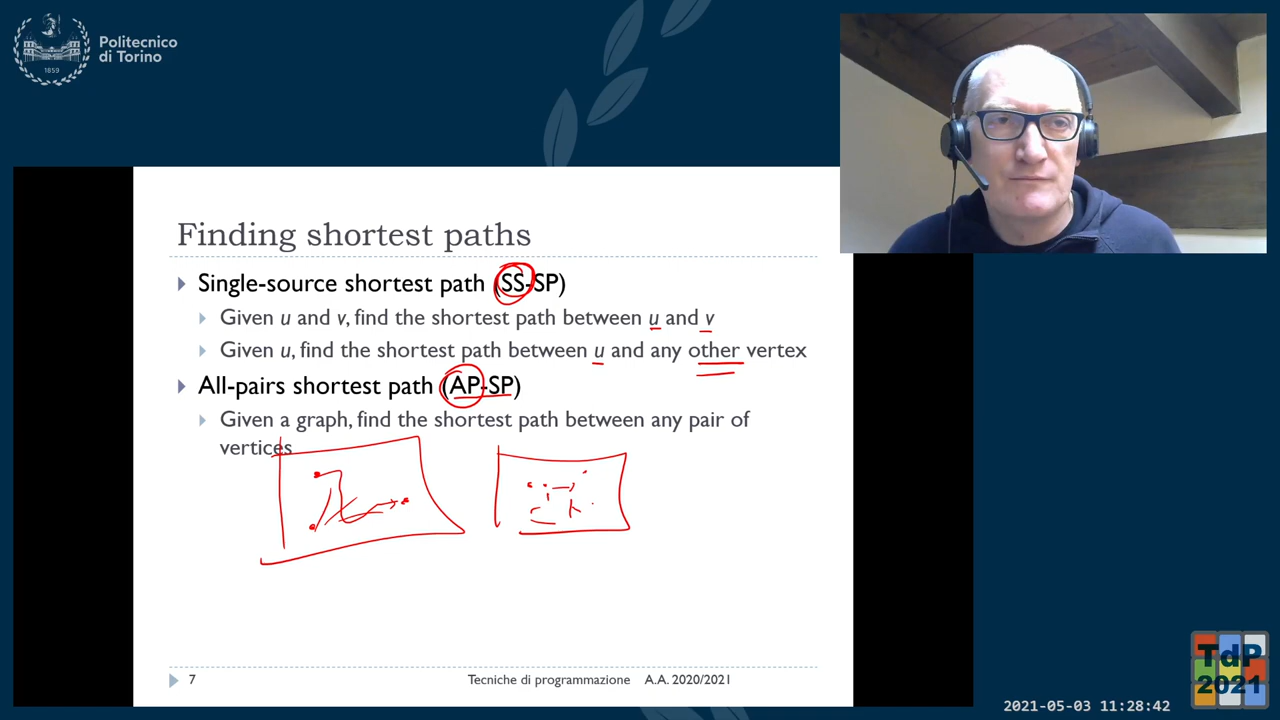 Politecnico
di Torino
1859
Finding shortest paths
Single-source shortest path (SS-SP)
Given u and v, find the shortest path between u and v
Given u, find the shortest path between u and any other vertex
All-pairs shortest path (AP-SP)
Given a graph, find the shortest path between any pair of
vertices
7
Tecniche di programmazione A.A. 2020/2021
TdP
2021
2021-05-03 11:28:42